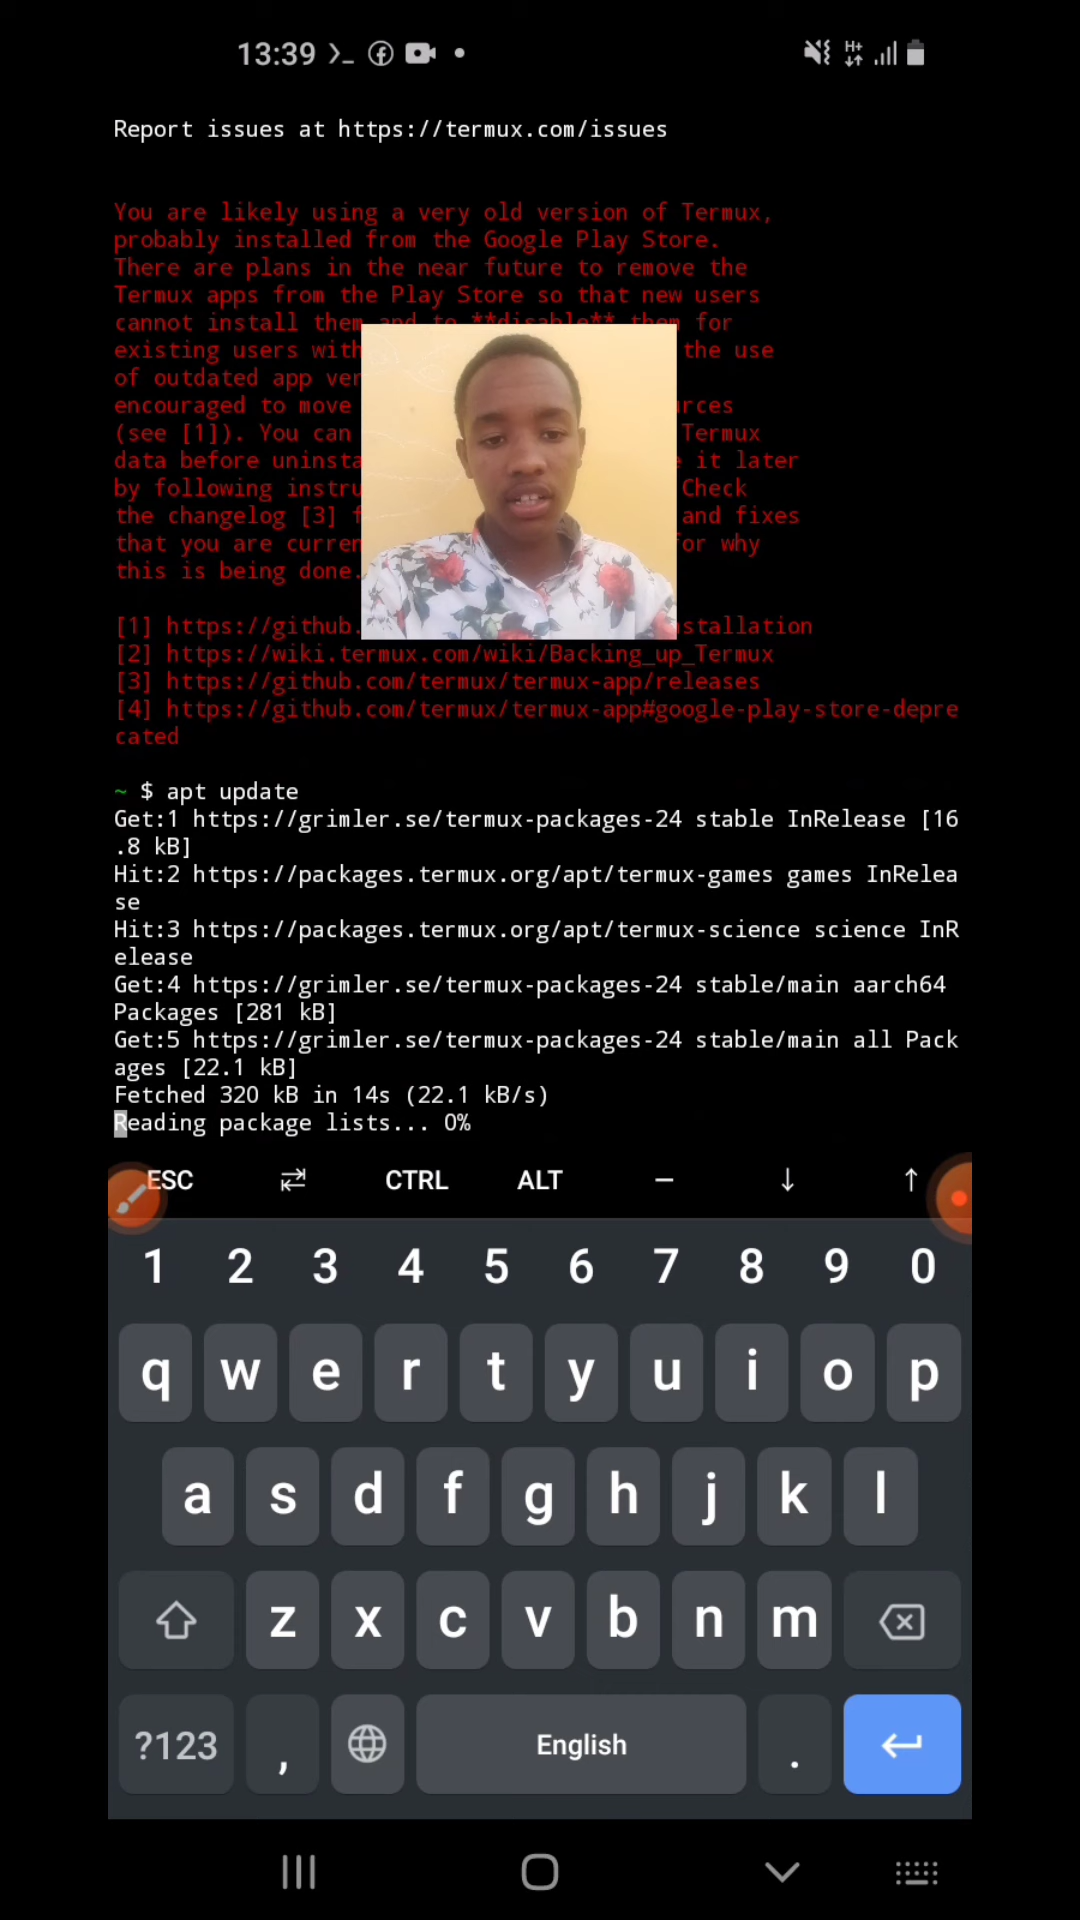 13:39
H+
Report issues at https://termux.com/issues
You are likely using a very old version of Termux,
probably installed from the Google Play Store.
There are plans in the near future to remove the
Termux apps from the Play Store so that new users
cannot install them and to **disable** them for
existing users with the use
of outdated app ver
encouraged to move
(see [1]). You can Termux
data before uninsta it later
by following instru Check
the changelog [3] and fixes
that you are curren for why
this is being done.
[1] https://github. stallation
[2] https://wiki.termux.com/wiki/Backing_up_Termux
[3] https://github.com/termux/termux-app/releases
[4] https://github.com/termux/termux-app#google-play-store-depre
cated
~ $ apt update
Get:1 https://grimler.se/termux-packages-24 stable InRelease [16
.8 kB]
Hit:2 https://packages.termux.org/apt/termux-games games InRelea
se
Hit:3 https://packages.termux.org/apt/termux-science science InR
elease
Get:4 https://grimler.se/termux-packages-24 stable/main aarch64
Packages [281 kB]
Get:5 https://grimler.se/termux-packages-24 stable/main all Pack
ages [22.1 kB]
Fetched 320 kB in 14s (22.1 kB/s)
Reading package lists... 0%
ESC ⇄ CTRL ALT — ↓ ↑
1 2 3 4 5 6 7 8 9 0
q w e r t y u i o p
a s d f g h j k l
z x c v b n m
?123 , English .